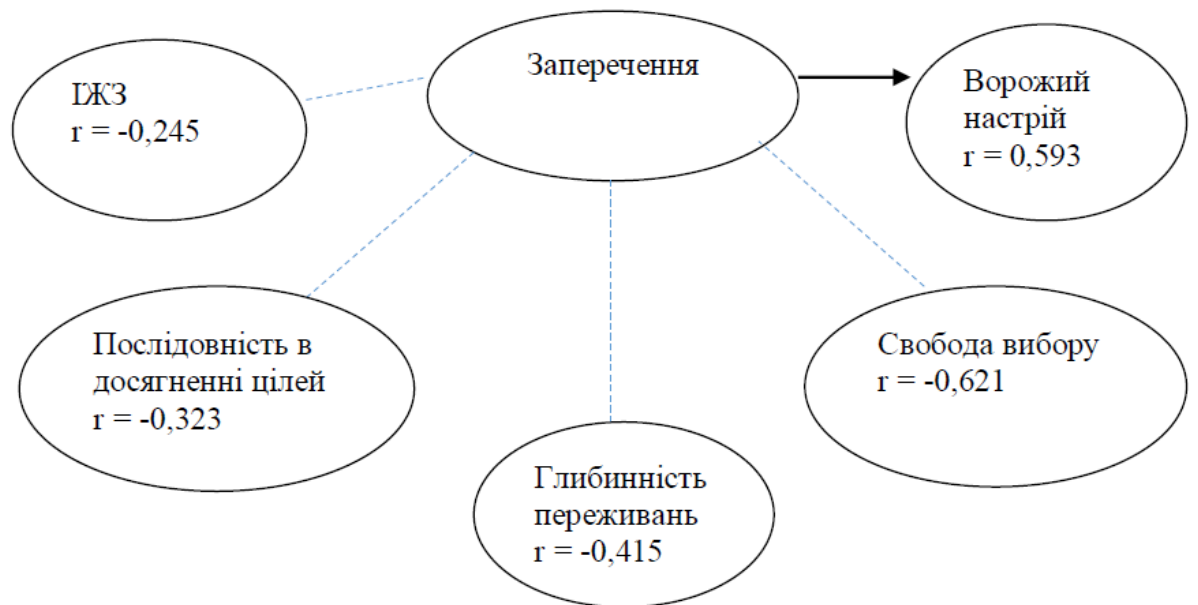 Заперечення
ІЖЗ
r = -0,245
Ворожий
настрій
r = 0,593
Послідовність в
досягненні цілей
r = -0,323
Свобода вибору
r = -0,621
Глибинність
переживань
r = -0,415